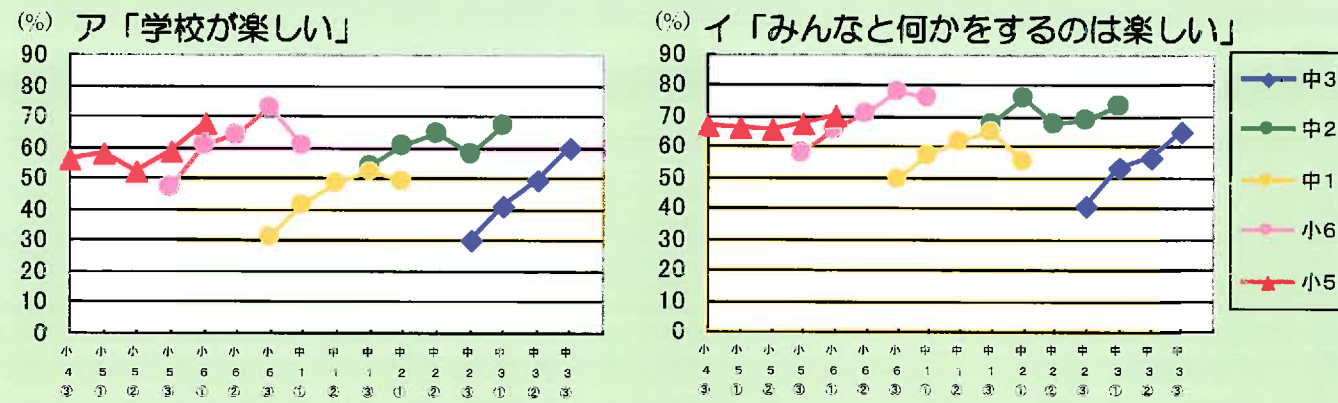 (%) ア「学校が楽しい」
90
80
70
60
50
40
30
20
10
0
小4③ 小5① 小5② 小5③ 小6① 小6② 小6③ 中1① 中1② 中1③ 中2① 中2② 中2③ 中3① 中3② 中3③
(%) イ「みんなと何かをするのは楽しい」
90
80
70
60
50
40
30
20
10
0
小4③ 小5① 小5② 小5③ 小6① 小6② 小6③ 中1① 中1② 中1③ 中2① 中2② 中2③ 中3① 中3② 中3③
中3
中2
中1
小6
小5